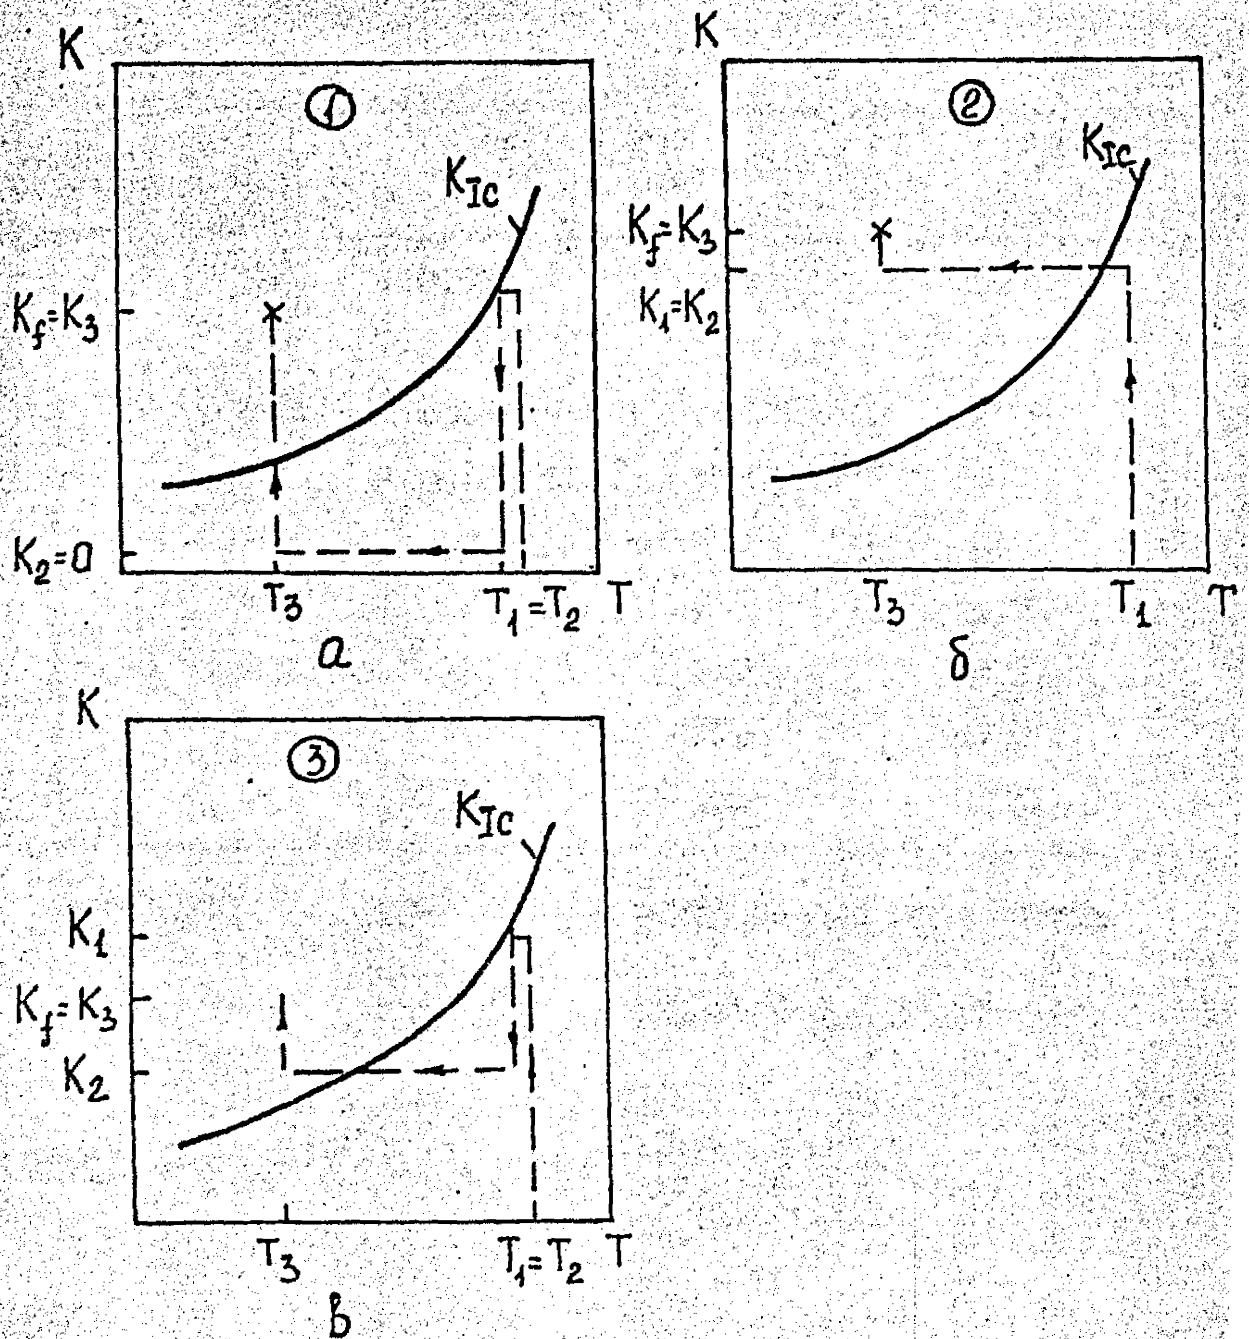 K
①
K_Ic
K_f=K_3
K_2=0
T_3
T_1=T_2
T
а
K
②
K_Ic
K_f=K_3
K_1=K_2
T_3
T_1
T
б
K
③
K_Ic
K_1
K_f=K_3
K_2
T_3
T_1=T_2
T
в